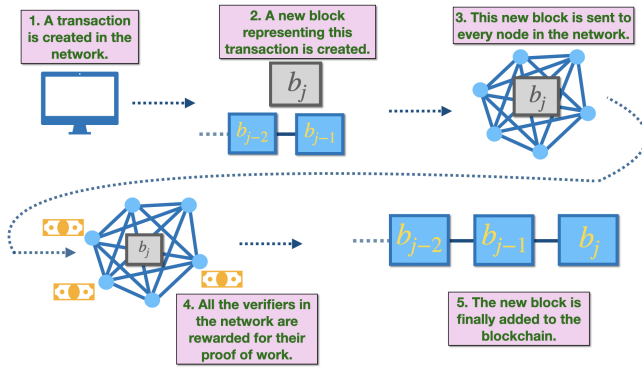 1. A transaction
is created in the
network.
2. A new block
representing this
transaction is created.
3. This new block is sent to
every node in the network.
b_j
b_{j-2} b_{j-1}
b_j
b_j
b_{j-2} b_{j-1} b_j
4. All the verifiers in
the network are
rewarded for their
proof of work.
5. The new block is
finally added to the
blockchain.